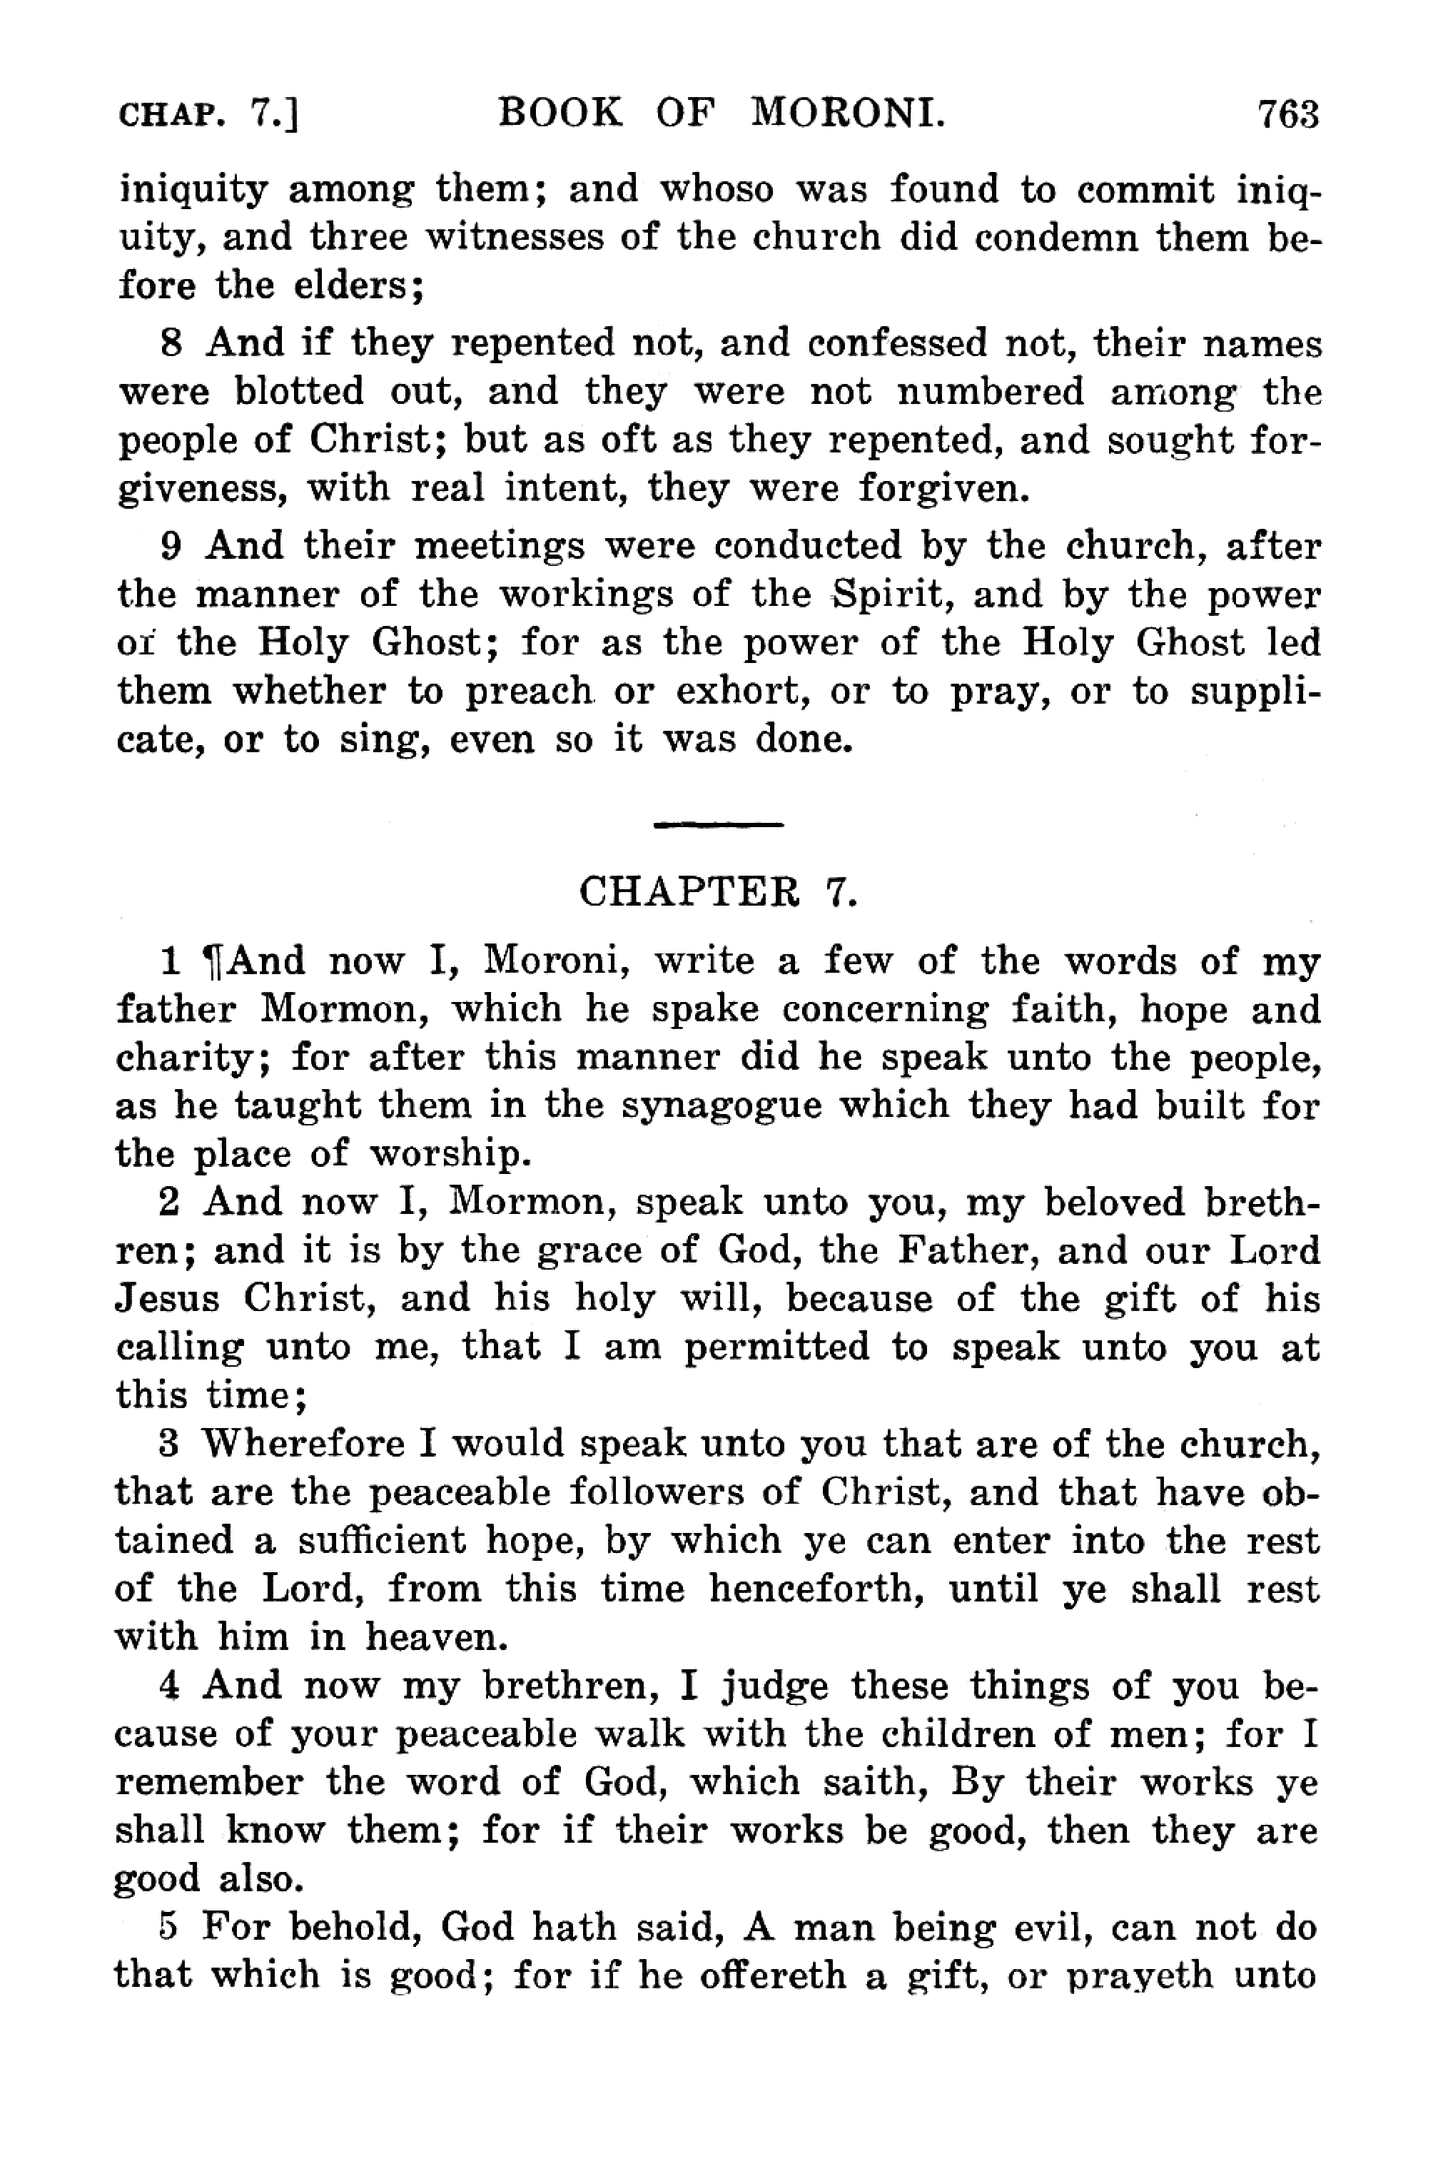 CHAP. 7.] BOOK OF MORONI. 763
iniquity among them; and whoso was found to commit iniq-
uity, and three witnesses of the church did condemn them be-
fore the elders;
8 And if they repented not, and confessed not, their names
were blotted out, and they were not numbered among the
people of Christ; but as oft as they repented, and sought for-
giveness, with real intent, they were forgiven.
9 And their meetings were conducted by the church, after
the manner of the workings of the Spirit, and by the power
of the Holy Ghost; for as the power of the Holy Ghost led
them whether to preach or exhort, or to pray, or to suppli-
cate, or to sing, even so it was done.
CHAPTER 7.
1 ¶And now I, Moroni, write a few of the words of my
father Mormon, which he spake concerning faith, hope and
charity; for after this manner did he speak unto the people,
as he taught them in the synagogue which they had built for
the place of worship.
2 And now I, Mormon, speak unto you, my beloved breth-
ren; and it is by the grace of God, the Father, and our Lord
Jesus Christ, and his holy will, because of the gift of his
calling unto me, that I am permitted to speak unto you at
this time;
3 Wherefore I would speak unto you that are of the church,
that are the peaceable followers of Christ, and that have ob-
tained a sufficient hope, by which ye can enter into the rest
of the Lord, from this time henceforth, until ye shall rest
with him in heaven.
4 And now my brethren, I judge these things of you be-
cause of your peaceable walk with the children of men; for I
remember the word of God, which saith, By their works ye
shall know them; for if their works be good, then they are
good also.
5 For behold, God hath said, A man being evil, can not do
that which is good; for if he offereth a gift, or prayeth unto